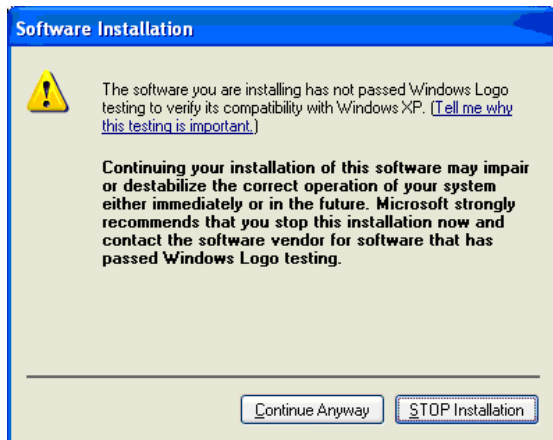 Software Installation
The software you are installing has not passed Windows Logo
testing to verify its compatibility with Windows XP. (Tell me why
this testing is important.)
Continuing your installation of this software may impair
or destabilize the correct operation of your system
either immediately or in the future. Microsoft strongly
recommends that you stop this installation now and
contact the software vendor for software that has
passed Windows Logo testing.
Continue Anyway
STOP Installation